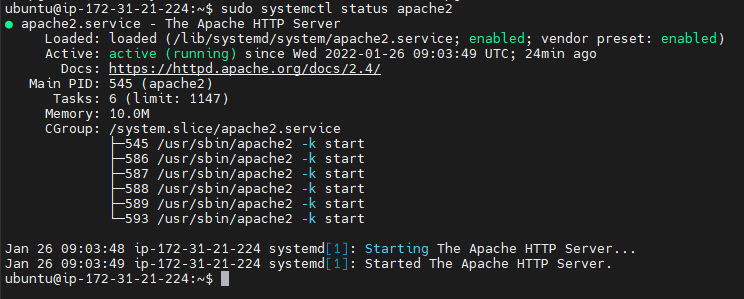 ubuntu@ip-172-31-21-224:~$ sudo systemctl status apache2
● apache2.service - The Apache HTTP Server
     Loaded: loaded (/lib/systemd/system/apache2.service; enabled; vendor preset: enabled)
     Active: active (running) since Wed 2022-01-26 09:03:49 UTC; 24min ago
       Docs: https://httpd.apache.org/docs/2.4/
   Main PID: 545 (apache2)
      Tasks: 6 (limit: 1147)
     Memory: 10.0M
     CGroup: /system.slice/apache2.service
             ├─545 /usr/sbin/apache2 -k start
             ├─586 /usr/sbin/apache2 -k start
             ├─587 /usr/sbin/apache2 -k start
             ├─588 /usr/sbin/apache2 -k start
             ├─589 /usr/sbin/apache2 -k start
             └─593 /usr/sbin/apache2 -k start

Jan 26 09:03:48 ip-172-31-21-224 systemd[1]: Starting The Apache HTTP Server...
Jan 26 09:03:49 ip-172-31-21-224 systemd[1]: Started The Apache HTTP Server.
ubuntu@ip-172-31-21-224:~$